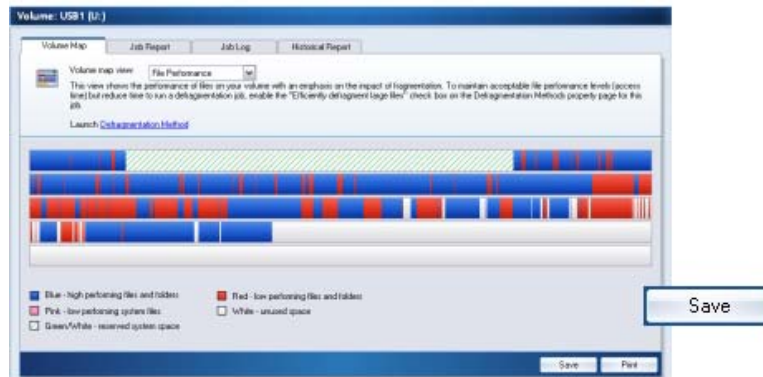 Volume: USB1 (U:)
Volume Map Job Report Job Log Historical Report
Volume map view: File Performance
This view shows the performance of files on your volume with an emphasis on the impact of fragmentation. To maintain acceptable file performance levels (access
time) but reduce time to run a defragmentation job, enable the "Efficiently defragment large files" check box on the Defragmentation Methods property page for this
job.
Launch Defragmentation Method
Blue - high performing files and folders Red - low performing files and folders
Pink - low performing system files White - unused space
Green/White - reserved system space
Save
Save Print